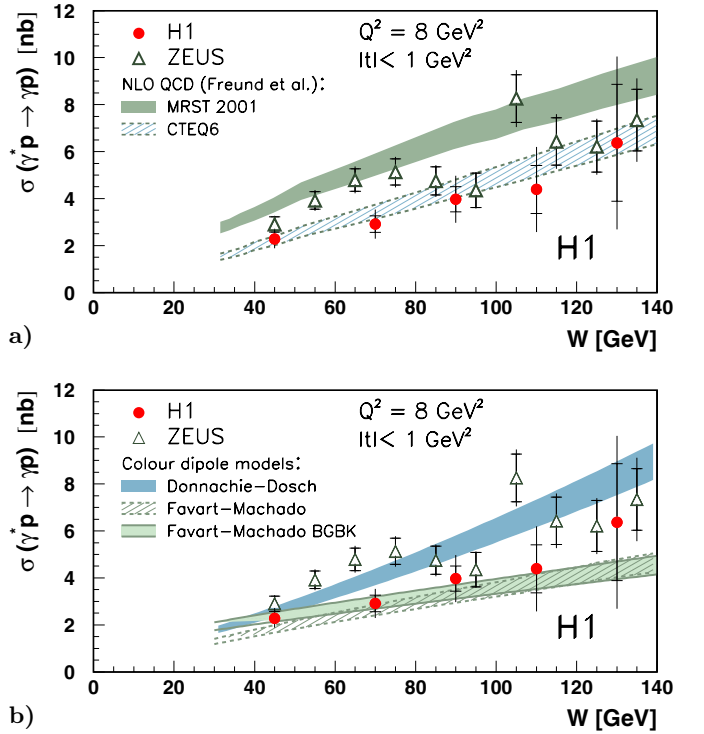 σ (γ*p → γp) [nb]
12
10
8
6
4
2
0
H1
ZEUS
Q² = 8 GeV²
|t|< 1 GeV²
NLO QCD (Freund et al.):
MRST 2001
CTEQ6
H1
0 20 40 60 80 100 120 140
W [GeV]
a)
σ (γ*p → γp) [nb]
12
10
8
6
4
2
0
H1
ZEUS
Q² = 8 GeV²
|t|< 1 GeV²
Colour dipole models:
Donnachie–Dosch
Favart–Machado
Favart–Machado BGBK
H1
0 20 40 60 80 100 120 140
W [GeV]
b)